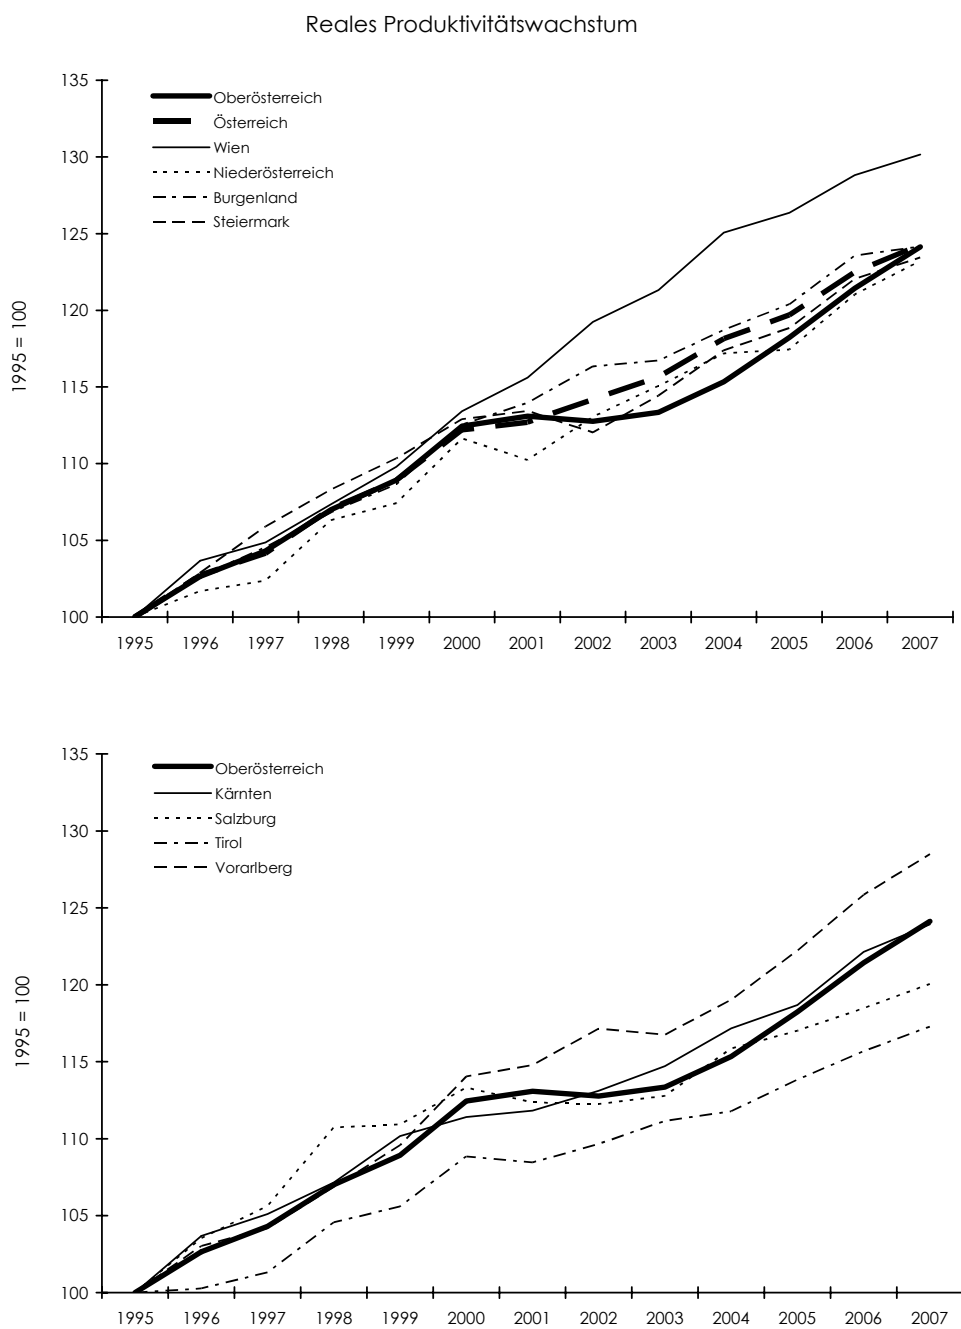 Reales Produktivitätswachstum
135
130
125
120
115
110
105
100
1995 = 100
Oberösterreich
Österreich
Wien
Niederösterreich
Burgenland
Steiermark
1995 1996 1997 1998 1999 2000 2001 2002 2003 2004 2005 2006 2007
135
130
125
120
115
110
105
100
1995 = 100
Oberösterreich
Kärnten
Salzburg
Tirol
Vorarlberg
1995 1996 1997 1998 1999 2000 2001 2002 2003 2004 2005 2006 2007